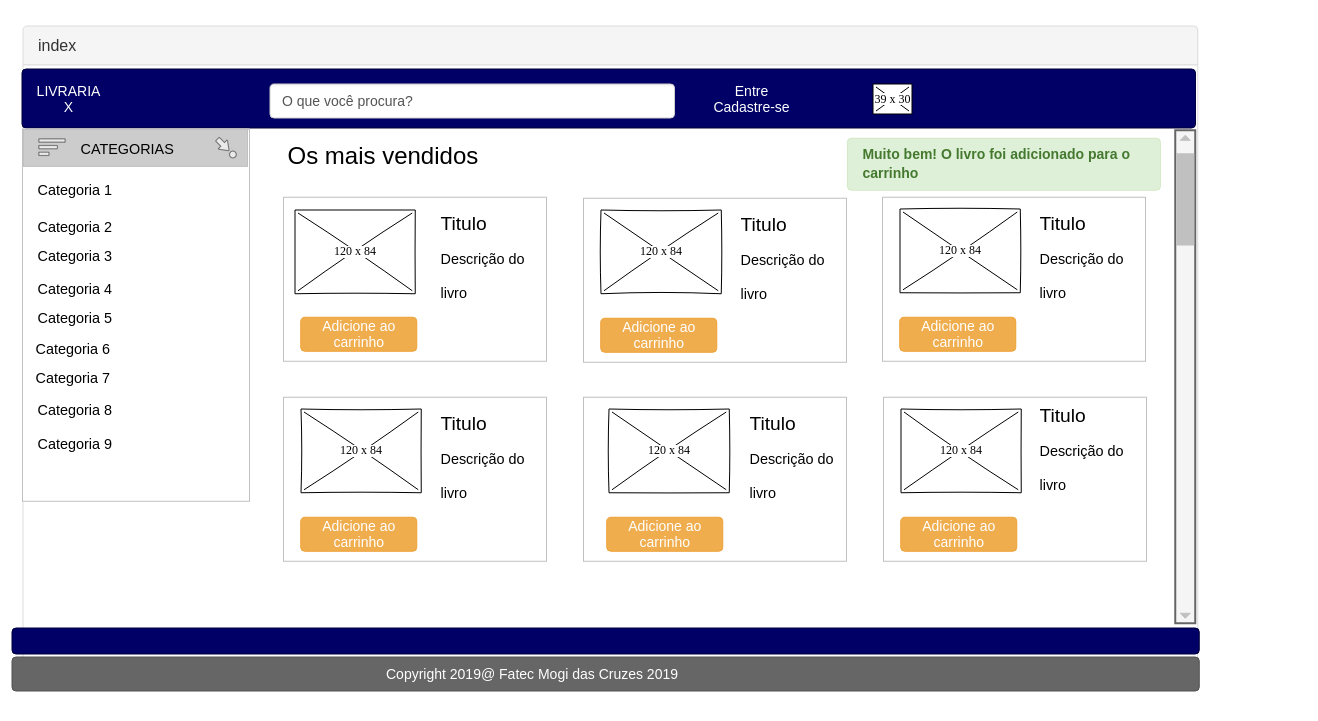 index
LIVRARIA
X
O que você procura?
Entre
Cadastre-se
39 x 30
CATEGORIAS
Categoria 1
Categoria 2
Categoria 3
Categoria 4
Categoria 5
Categoria 6
Categoria 7
Categoria 8
Categoria 9
Os mais vendidos
Muito bem! O livro foi adicionado para o
carrinho
120 x 84
Titulo
Descrição do
livro
Adicione ao
carrinho
120 x 84
Titulo
Descrição do
livro
Adicione ao
carrinho
120 x 84
Titulo
Descrição do
livro
Adicione ao
carrinho
120 x 84
Titulo
Descrição do
livro
Adicione ao
carrinho
120 x 84
Titulo
Descrição do
livro
Adicione ao
carrinho
120 x 84
Titulo
Descrição do
livro
Adicione ao
carrinho
Copyright 2019@ Fatec Mogi das Cruzes 2019